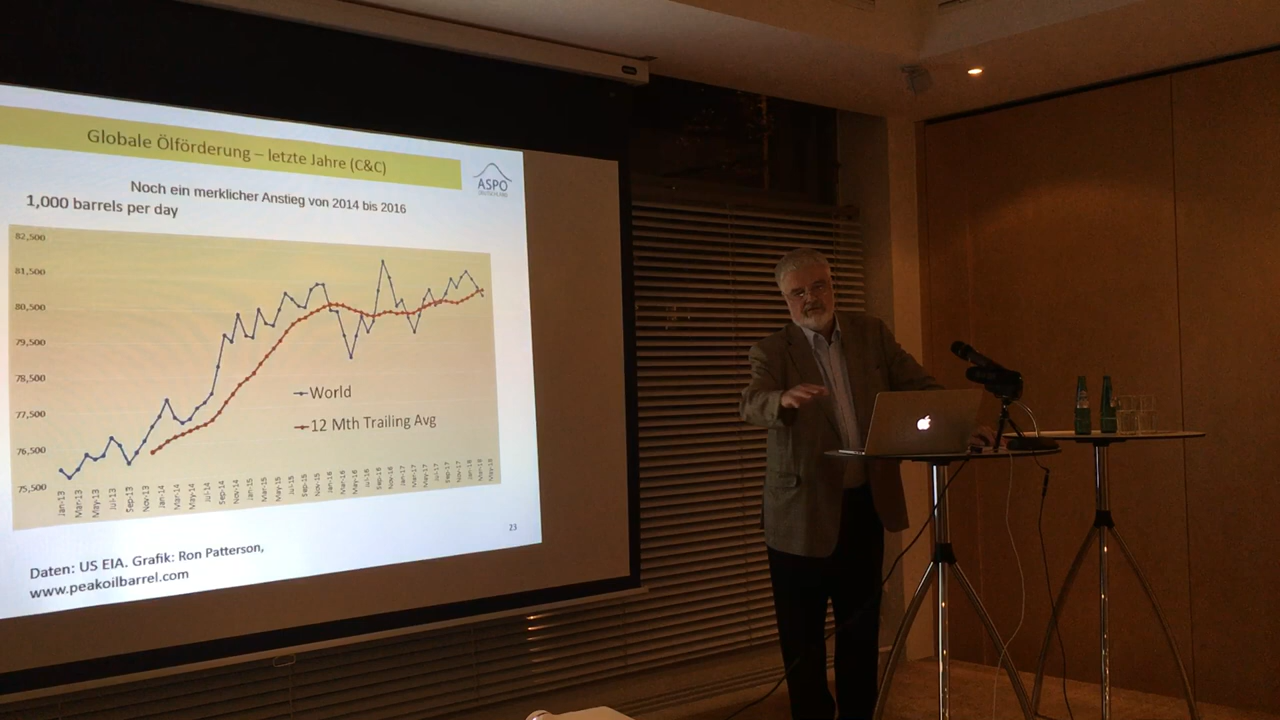 Globale Ölförderung – letzte Jahre (C&C)
ASPO
Noch ein merklicher Anstieg von 2014 bis 2016
1,000 barrels per day
82,500
81,500
80,500
79,500
78,500
77,500
76,500
75,500
World
12 Mth Trailing Avg
Jan-13
Mar-13
May-13
Jul-13
Sep-13
Nov-13
Jan-14
Mar-14
May-14
Jul-14
Sep-14
Nov-14
Jan-15
Mar-15
May-15
Jul-15
Sep-15
Nov-15
Jan-16
Mar-16
May-16
Jul-16
Sep-16
Nov-16
Jan-17
Mar-17
May-17
Jul-17
Sep-17
Nov-17
Jan-18
Mar-18
May-18
23
Daten: US EIA. Grafik: Ron Patterson,
www.peakoilbarrel.com